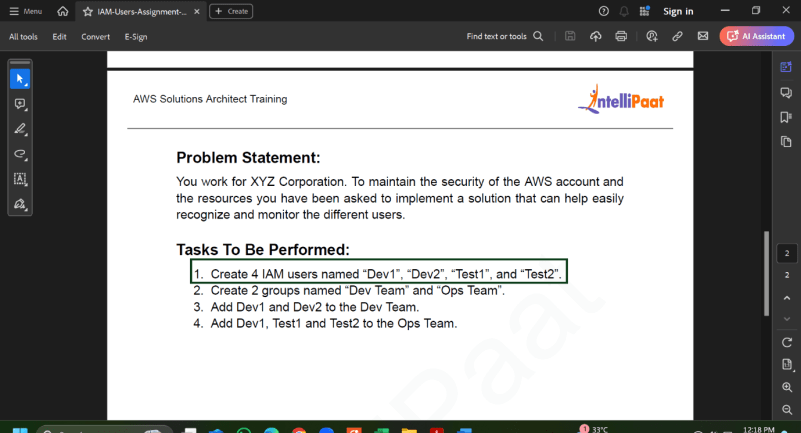 Menu
IAM-Users-Assignment-...
Create
Sign in
All tools
Edit
Convert
E-Sign
Find text or tools
AI Assistant
AWS Solutions Architect Training
IntelliPaat
Problem Statement:
You work for XYZ Corporation. To maintain the security of the AWS account and
the resources you have been asked to implement a solution that can help easily
recognize and monitor the different users.
Tasks To Be Performed:
1. Create 4 IAM users named “Dev1”, “Dev2”, “Test1”, and “Test2”.
2. Create 2 groups named “Dev Team” and “Ops Team”.
3. Add Dev1 and Dev2 to the Dev Team.
4. Add Dev1, Test1 and Test2 to the Ops Team.
2
2
1
33°C
12:18 PM